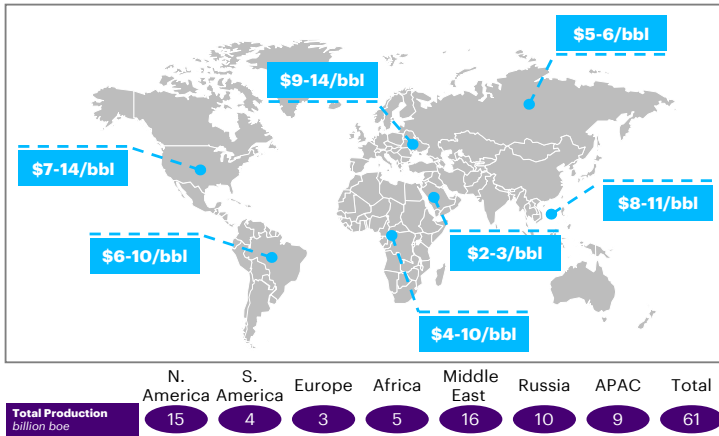 $5-6/bbl
$9-14/bbl
$7-14/bbl
$8-11/bbl
$6-10/bbl
$2-3/bbl
$4-10/bbl
N. America
S. America
Europe
Africa
Middle East
Russia
APAC
Total
Total Production
billion boe
15
4
3
5
16
10
9
61